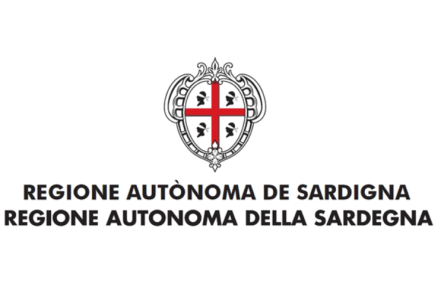 REGIONE AUTÒNOMA DE SARDIGNA
REGIONE AUTONOMA DELLA SARDEGNA